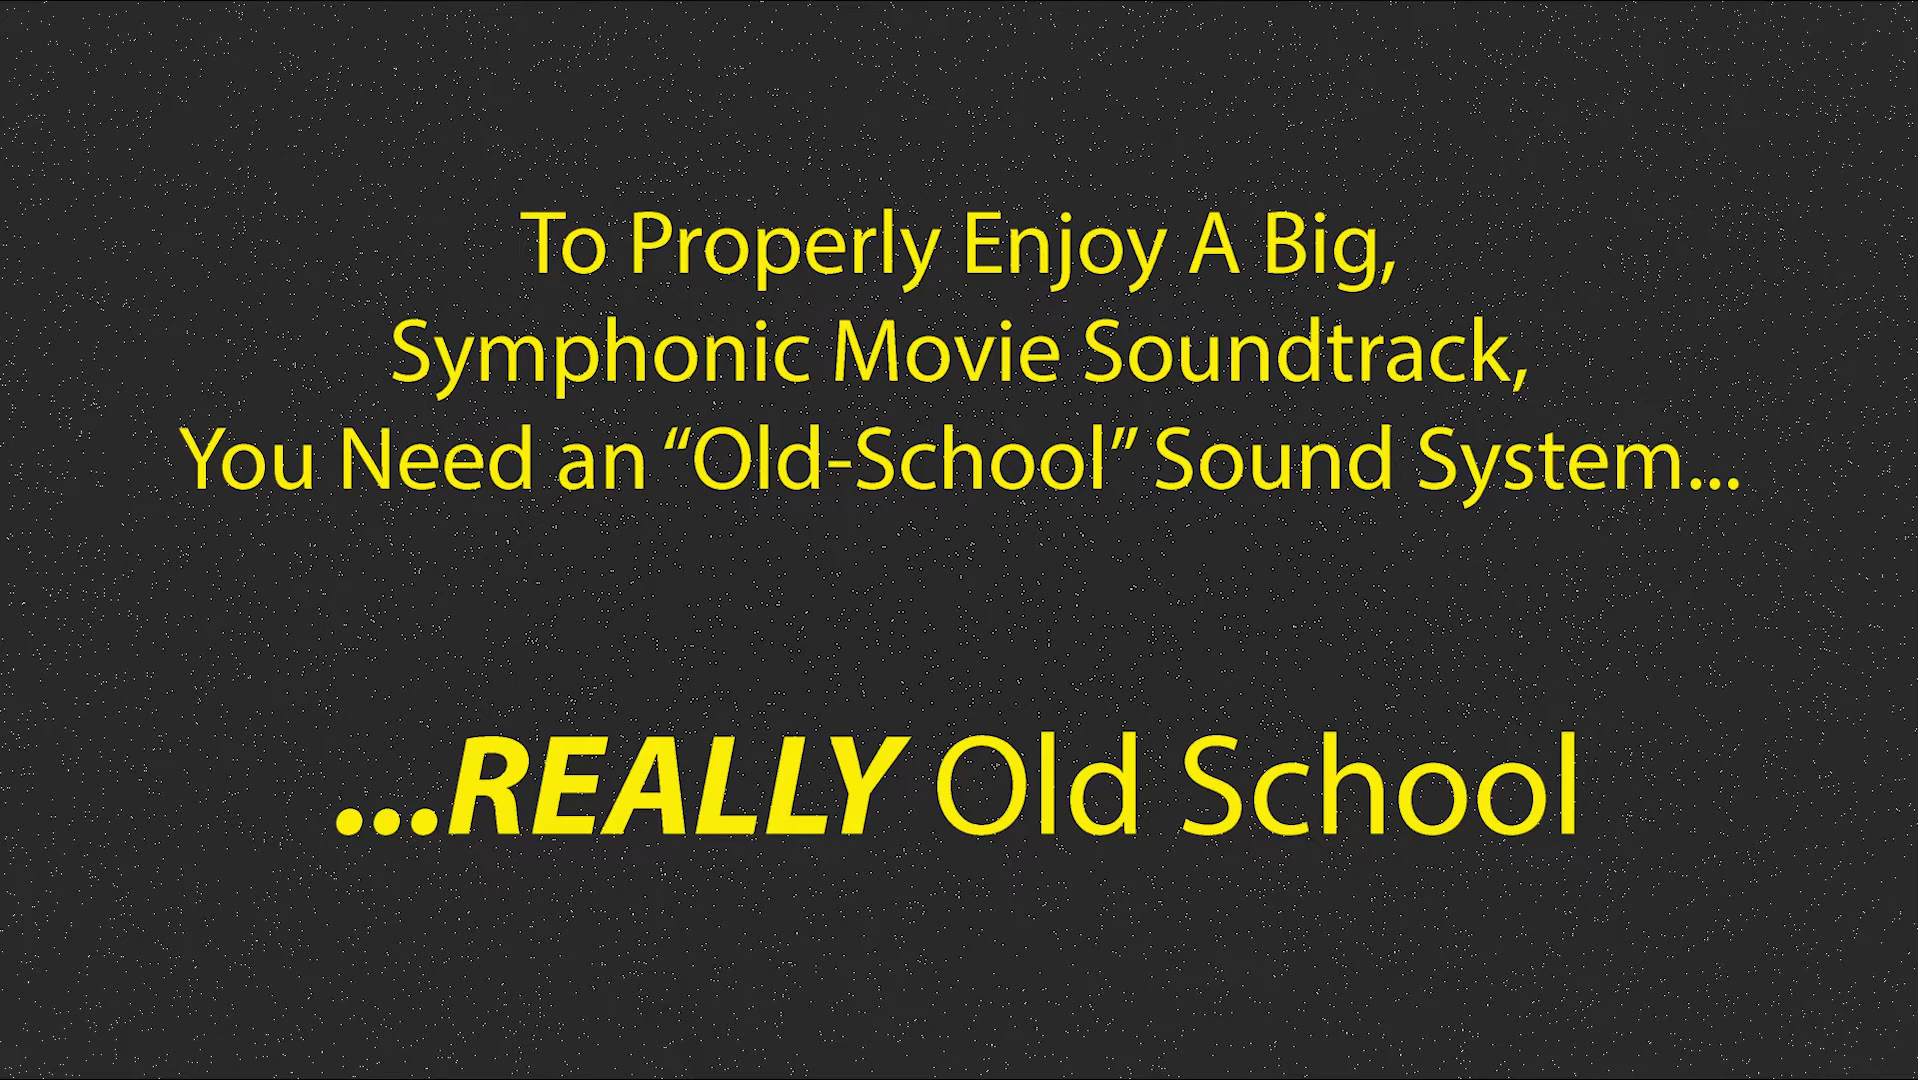 To Properly Enjoy A Big,
Symphonic Movie Soundtrack,
You Need an “Old-School” Sound System...
...REALLY Old School